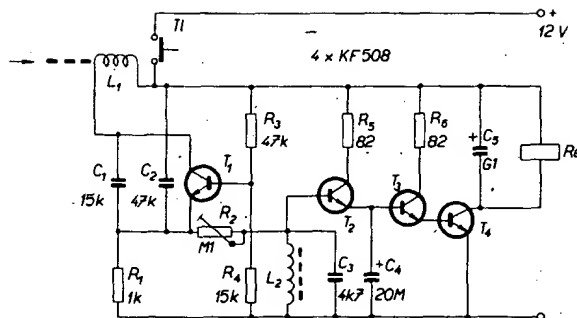 Tl
+
12 V
4 x KF508
L1
R3
47k
R5
82
R6
82
+
C5
G1
Re
C1
15k
C2
47k
T1
R2
M1
T2
T3
T4
R1
1k
R4
15k
L2
C3
4k7
+
C4
20M